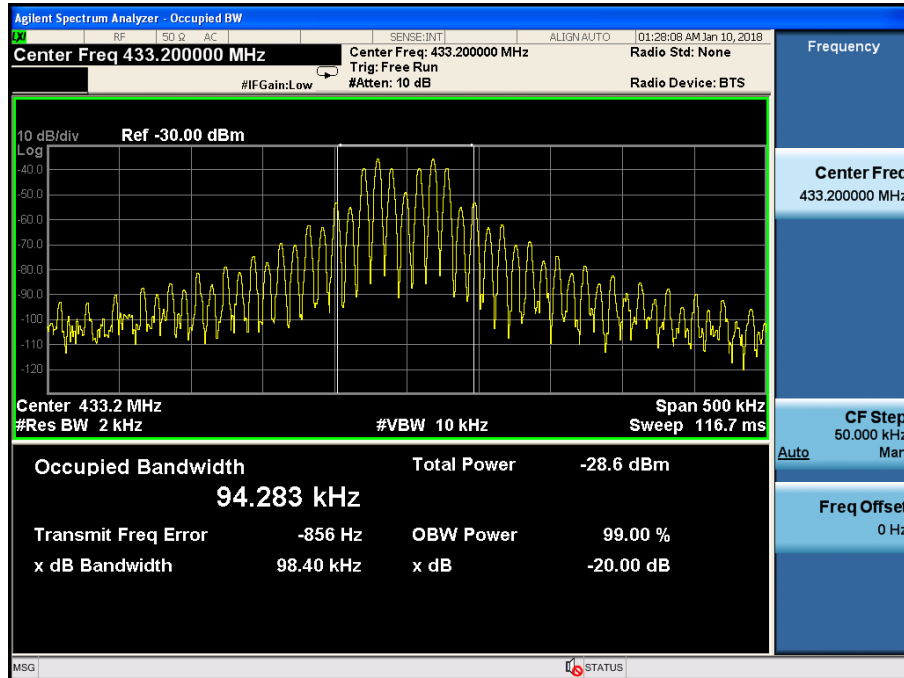 Agilent Spectrum Analyzer - Occupied BW
LXI RF 50 Ω AC SENSE:INT ALIGN AUTO 01:28:08 AM Jan 10, 2018
Center Freq 433.200000 MHz Center Freq: 433.200000 MHz Radio Std: None
Trig: Free Run
#IFGain:Low #Atten: 10 dB Radio Device: BTS
10 dB/div Ref -30.00 dBm
Log
-40.0
-50.0
-60.0
-70.0
-80.0
-90.0
-100
-110
-120
Center 433.2 MHz Span 500 kHz
#Res BW 2 kHz #VBW 10 kHz Sweep 116.7 ms
Occupied Bandwidth Total Power -28.6 dBm
94.283 kHz
Transmit Freq Error -856 Hz OBW Power 99.00 %
x dB Bandwidth 98.40 kHz x dB -20.00 dB
MSG STATUS
Frequency
Center Freq
433.200000 MHz
CF Step
50.000 kHz
Auto Man
Freq Offset
0 Hz